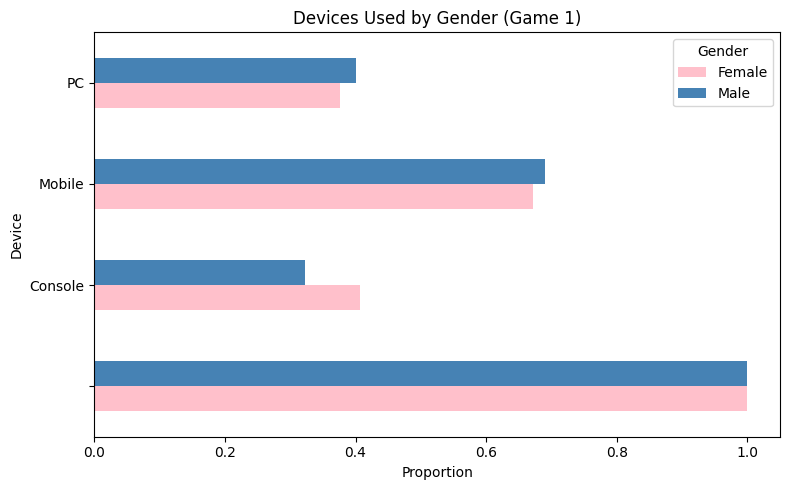 Devices Used by Gender (Game 1)
Gender
Female
Male
PC
Mobile
Console
Device
0.0
0.2
0.4
0.6
0.8
1.0
Proportion